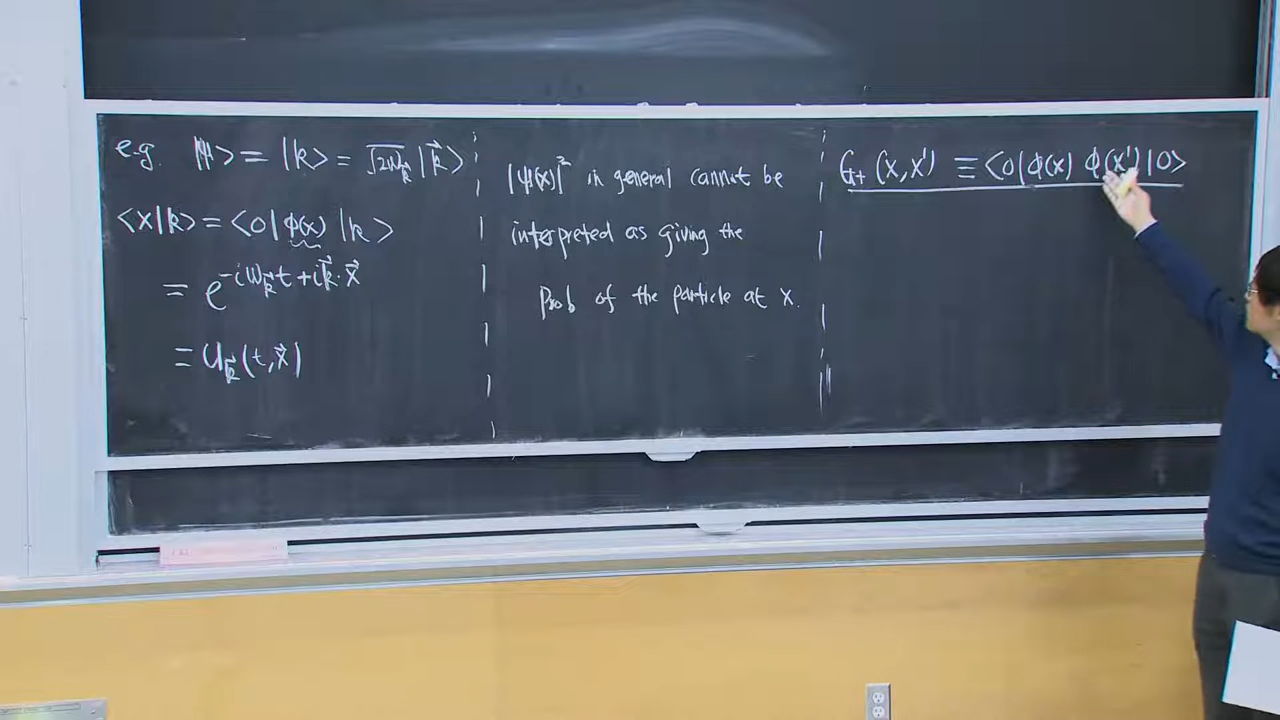 e.g. |ψ> = |k> = √2ω_k⃗ |k⃗>
<x|k> = <0|ϕ(x)|k>
= e^{-iω_k⃗ t + ik⃗·x⃗}
= u_k⃗(t,x⃗)
|ψ(x)|² in general cannot be
interpreted as giving the
prob of the particle at x.
G₊(x,x') ≡ <0|ϕ(x) ϕ(x')|0>